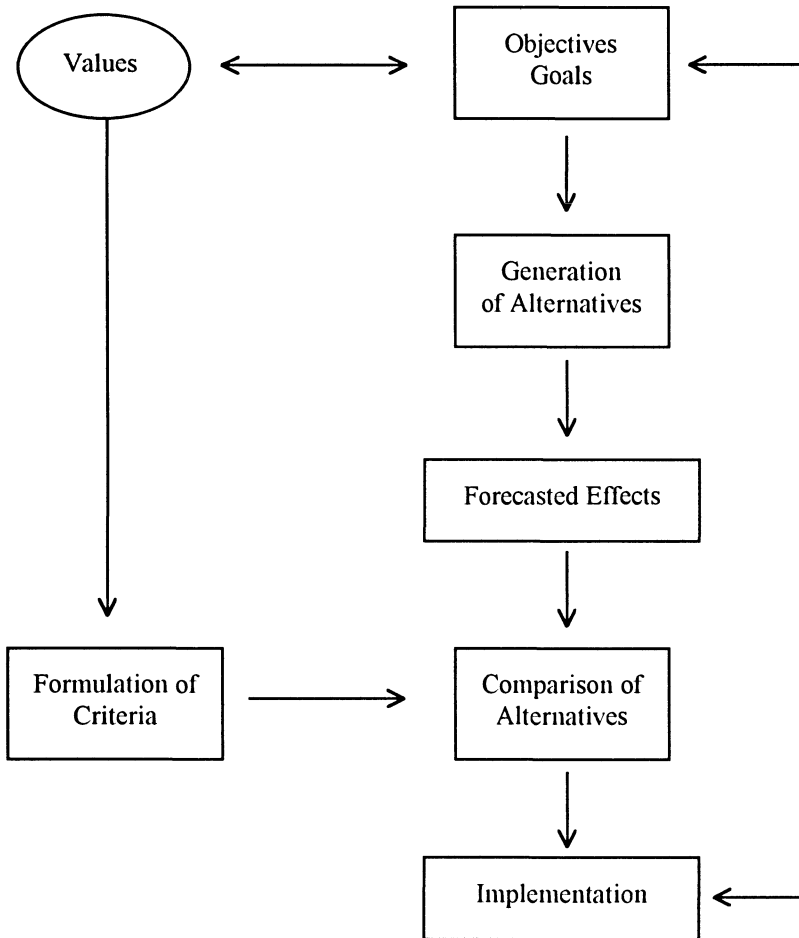 Values
Objectives
Goals
Generation
of Alternatives
Forecasted Effects
Formulation of
Criteria
Comparison of
Alternatives
Implementation